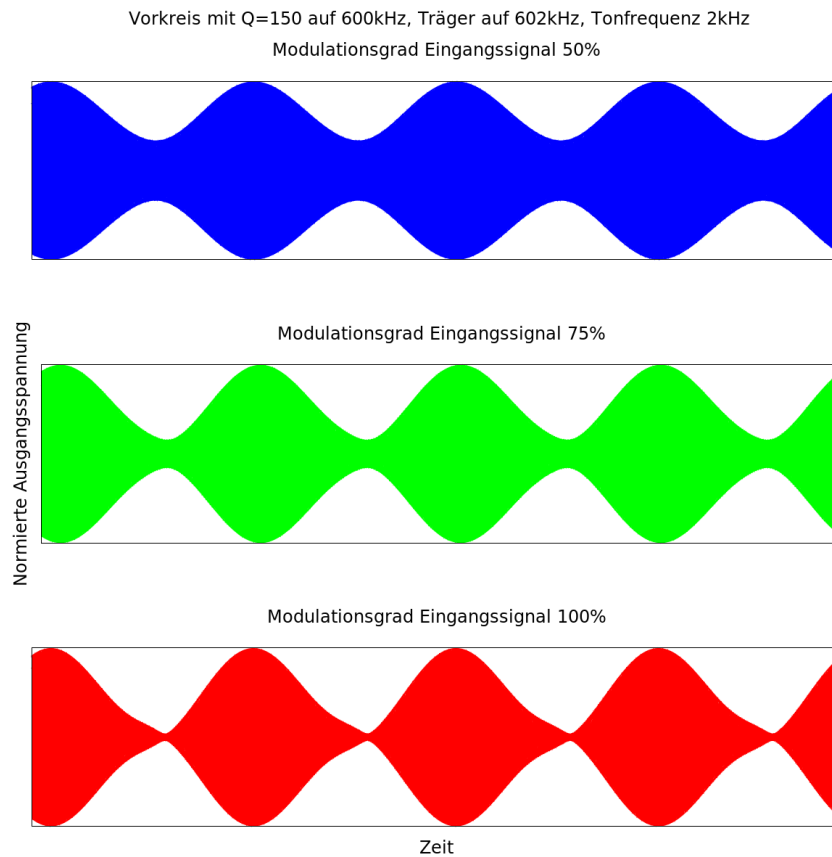 Vorkreis mit Q=150 auf 600kHz, Träger auf 602kHz, Tonfrequenz 2kHz
Modulationsgrad Eingangssignal 50%
Modulationsgrad Eingangssignal 75%
Normierte Ausgangsspannung
Modulationsgrad Eingangssignal 100%
Zeit